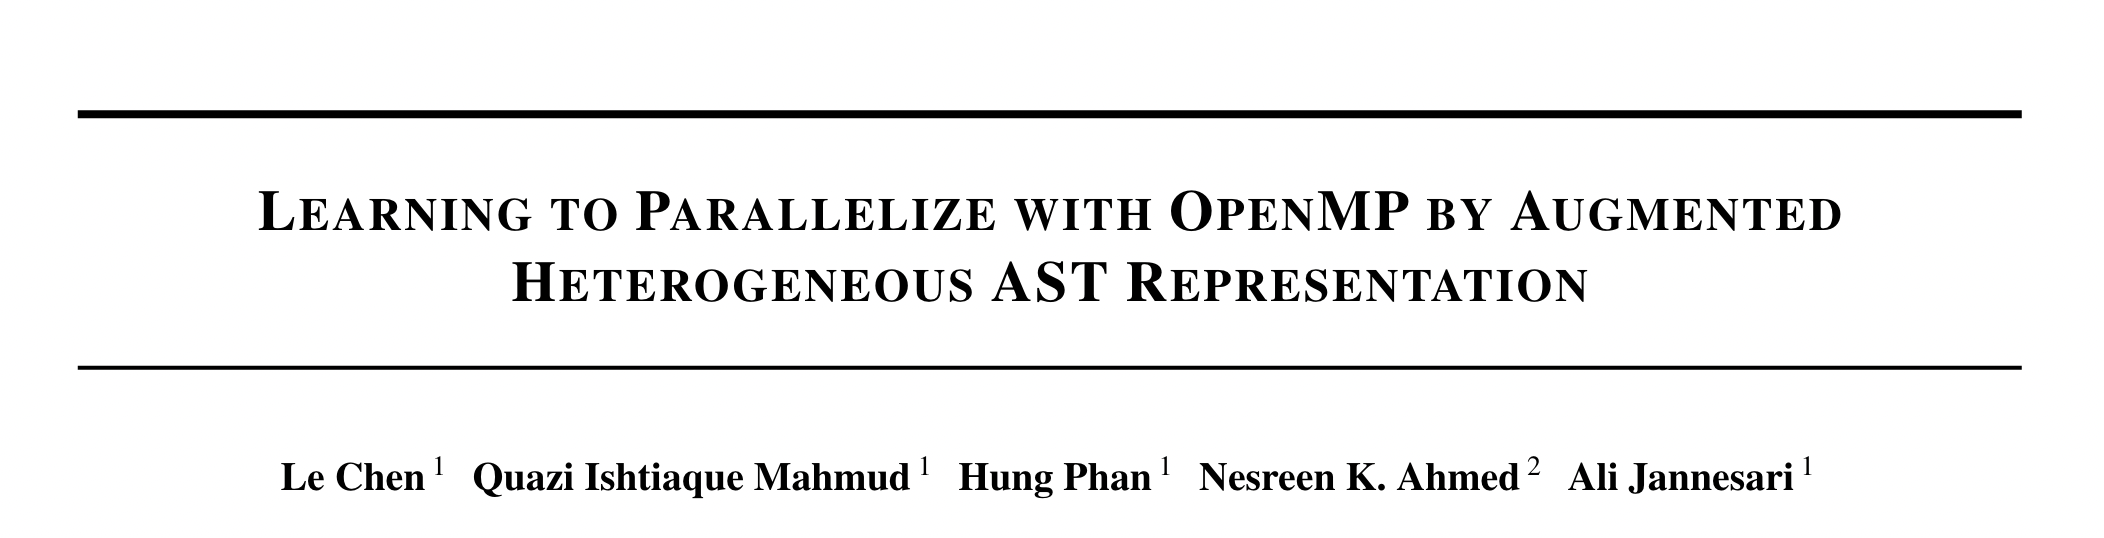 LEARNING TO PARALLELIZE WITH OPENMP BY AUGMENTED
HETEROGENEOUS AST REPRESENTATION
Le Chen 1 Quazi Ishtiaque Mahmud 1 Hung Phan 1 Nesreen K. Ahmed 2 Ali Jannesari 1